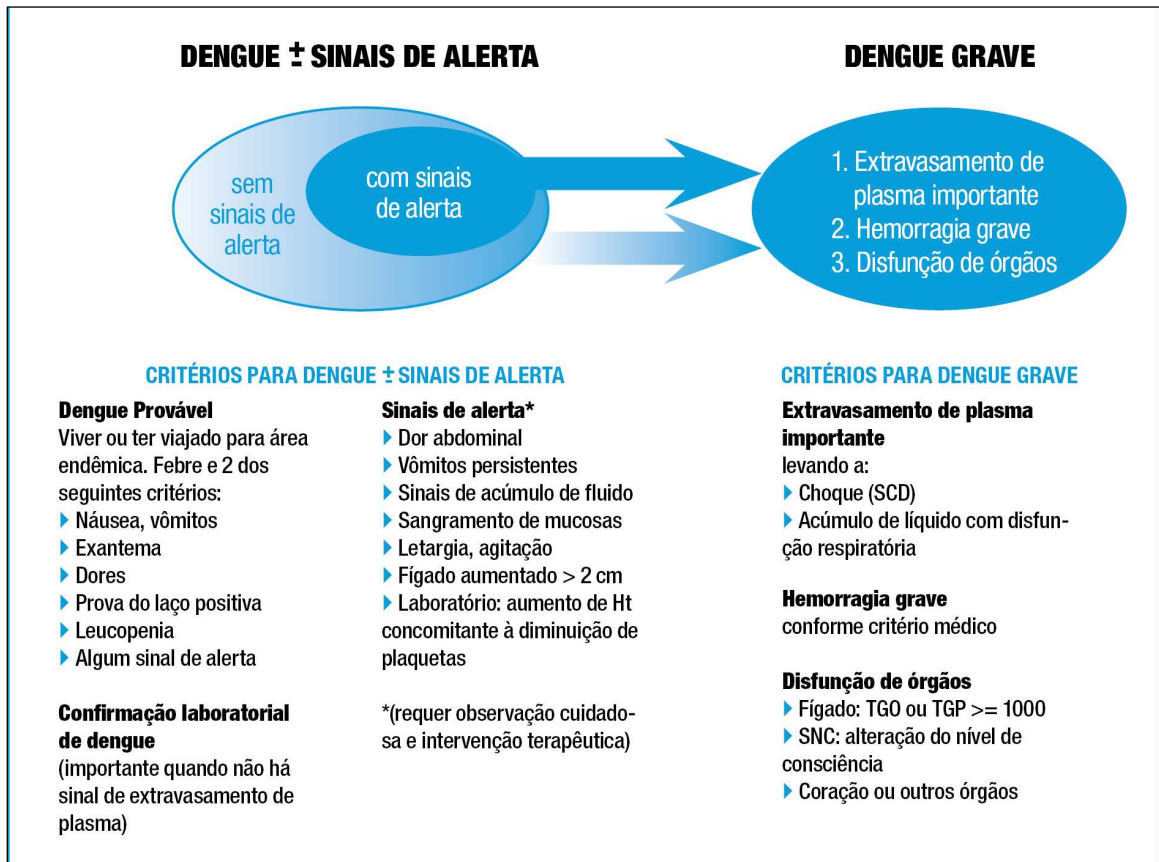 DENGUE ± SINAIS DE ALERTA
sem
sinais de
alerta
com sinais
de alerta
DENGUE GRAVE
1. Extravasamento de
plasma importante
2. Hemorragia grave
3. Disfunção de órgãos
CRITÉRIOS PARA DENGUE ± SINAIS DE ALERTA
Dengue Provável
Viver ou ter viajado para área
endêmica. Febre e 2 dos
seguintes critérios:
Náusea, vômitos
Exantema
Dores
Prova do laço positiva
Leucopenia
Algum sinal de alerta
Confirmação laboratorial
de dengue
(importante quando não há
sinal de extravasamento de
plasma)
Sinais de alerta*
Dor abdominal
Vômitos persistentes
Sinais de acúmulo de fluido
Sangramento de mucosas
Letargia, agitação
Fígado aumentado > 2 cm
Laboratório: aumento de Ht
concomitante à diminuição de
plaquetas
*(requer observação cuidado-
sa e intervenção terapêutica)
CRITÉRIOS PARA DENGUE GRAVE
Extravasamento de plasma
importante
levando a:
Choque (SCD)
Acúmulo de líquido com disfun-
ção respiratória
Hemorragia grave
conforme critério médico
Disfunção de órgãos
Fígado: TGO ou TGP >= 1000
SNC: alteração do nível de
consciência
Coração ou outros órgãos